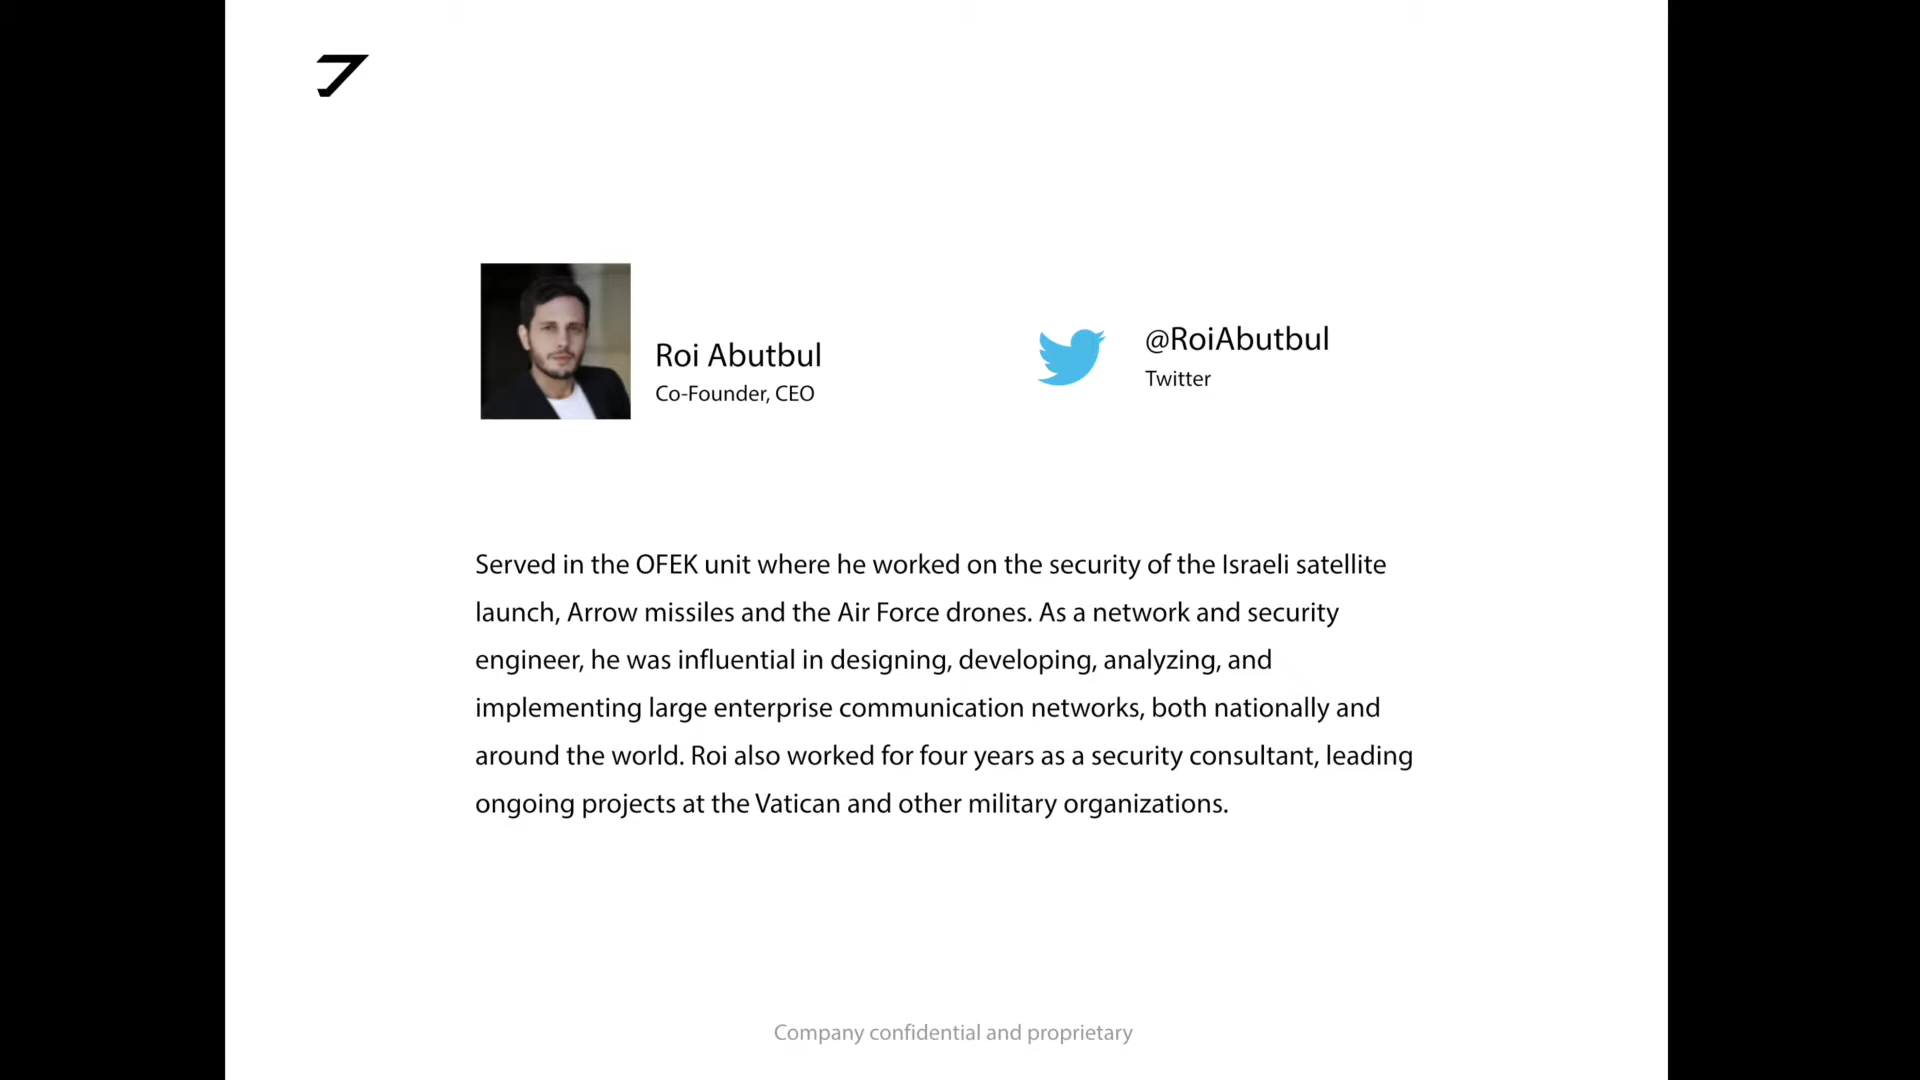 Roi Abutbul
Co-Founder, CEO
@RoiAbutbul
Twitter
Served in the OFEK unit where he worked on the security of the Israeli satellite
launch, Arrow missiles and the Air Force drones. As a network and security
engineer, he was influential in designing, developing, analyzing, and
implementing large enterprise communication networks, both nationally and
around the world. Roi also worked for four years as a security consultant, leading
ongoing projects at the Vatican and other military organizations.
Company confidential and proprietary